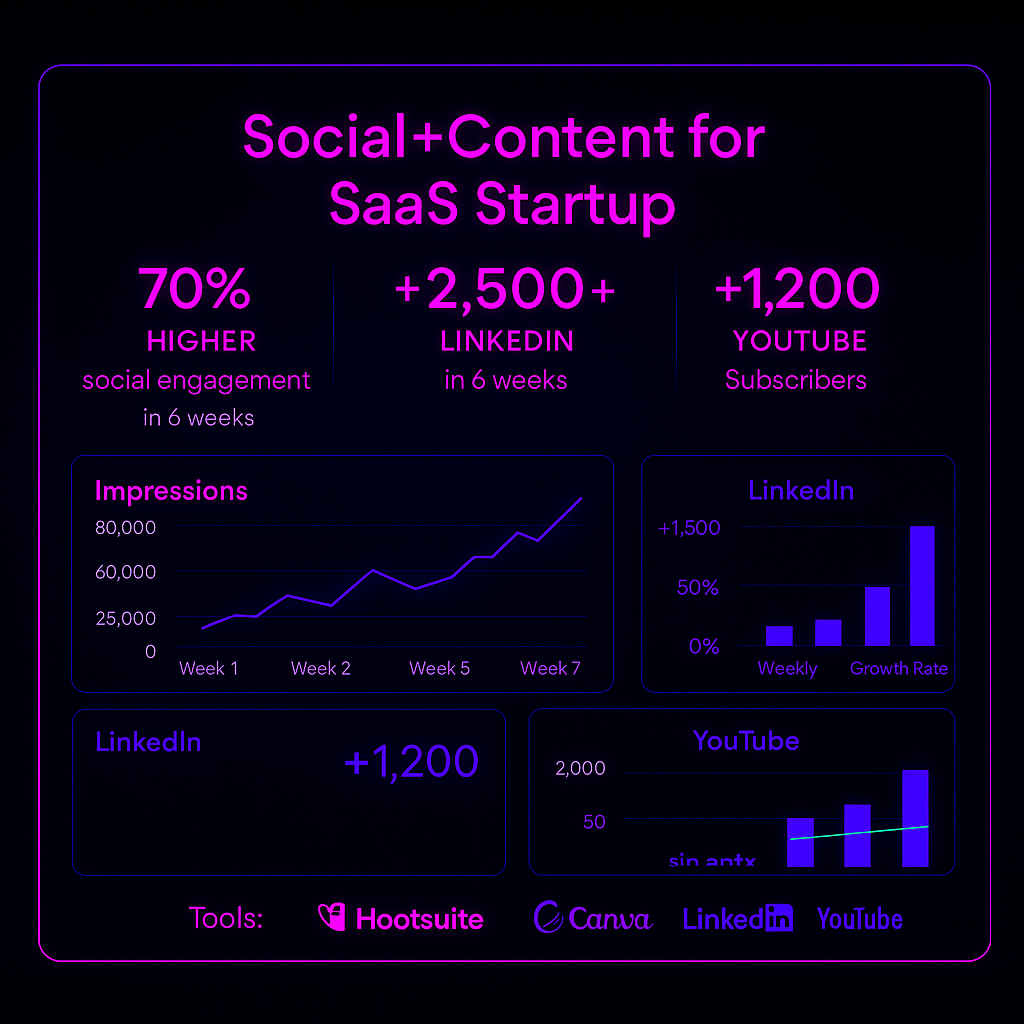 Social+Content for
SaaS Startup
70%
HIGHER
social engagement
in 6 weeks
+2,500+
LINKEDIN
in 6 weeks
+1,200
YOUTUBE
Subscribers
Impressions
80,000
60,000
25,000
0
Week 1 Week 2 Week 5 Week 7
LinkedIn
+1,500
50%
0%
Weekly Growth Rate
LinkedIn
+1,200
YouTube
2,000
50
Tools: Hootsuite Canva Linkedin YouTube